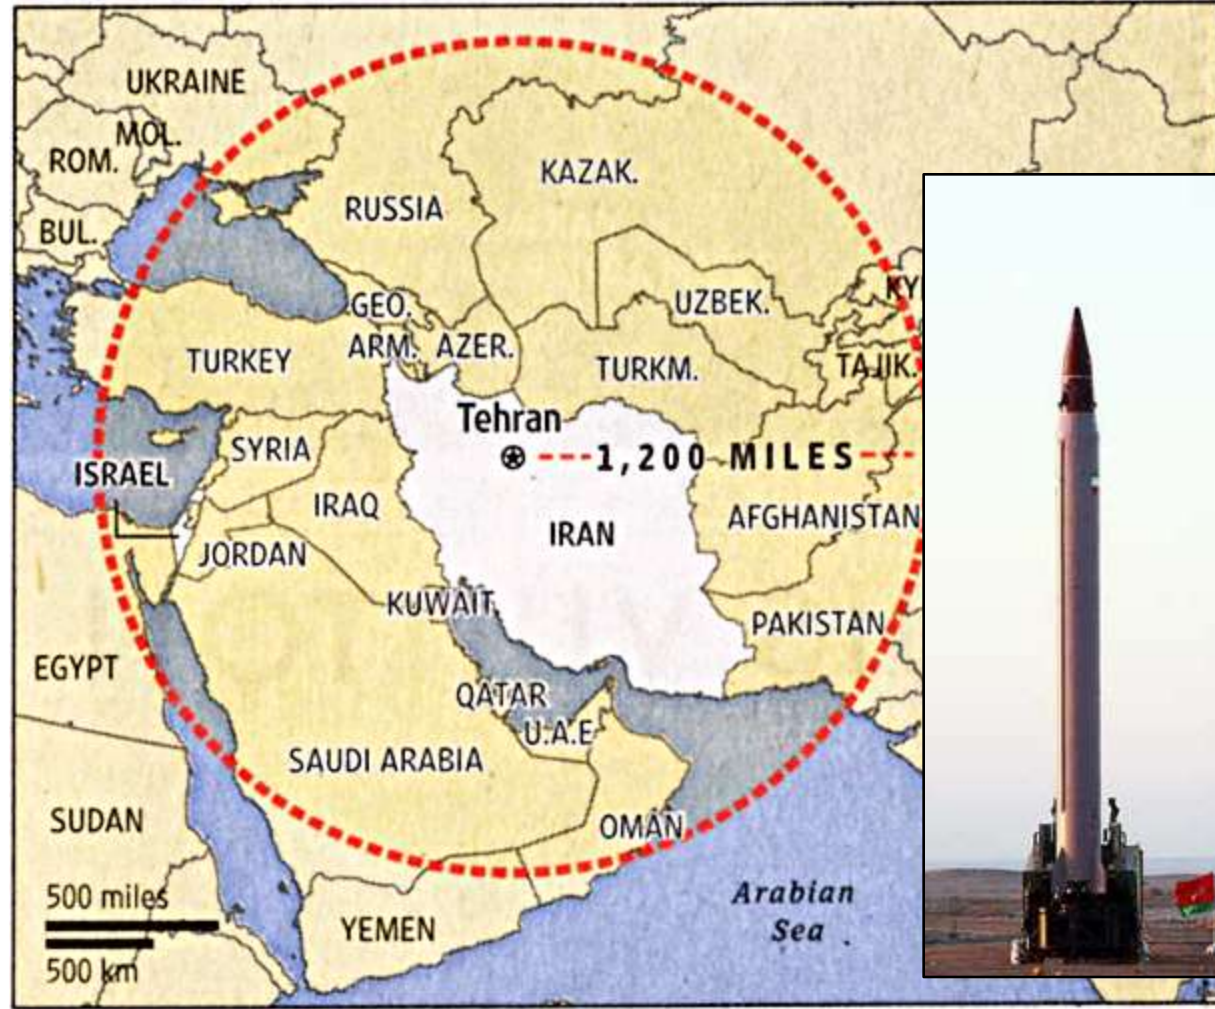 UKRAINE
MOL.
ROM.
KAZAK.
RUSSIA
BUL.
KY
GEO.
UZBEK.
ARM.
AZER.
TURKEY
TURKM.
TAJIK.
Tehran
SYRIA
1,200 MILES
ISRAEL
IRAQ
AFGHANISTAN
IRAN
JORDAN
KUWAIT
PAKISTAN
EGYPT
QATAR
U.A.E
SAUDI ARABIA
SUDAN
OMAN
500 miles
Arabian
Sea
YEMEN
500 km